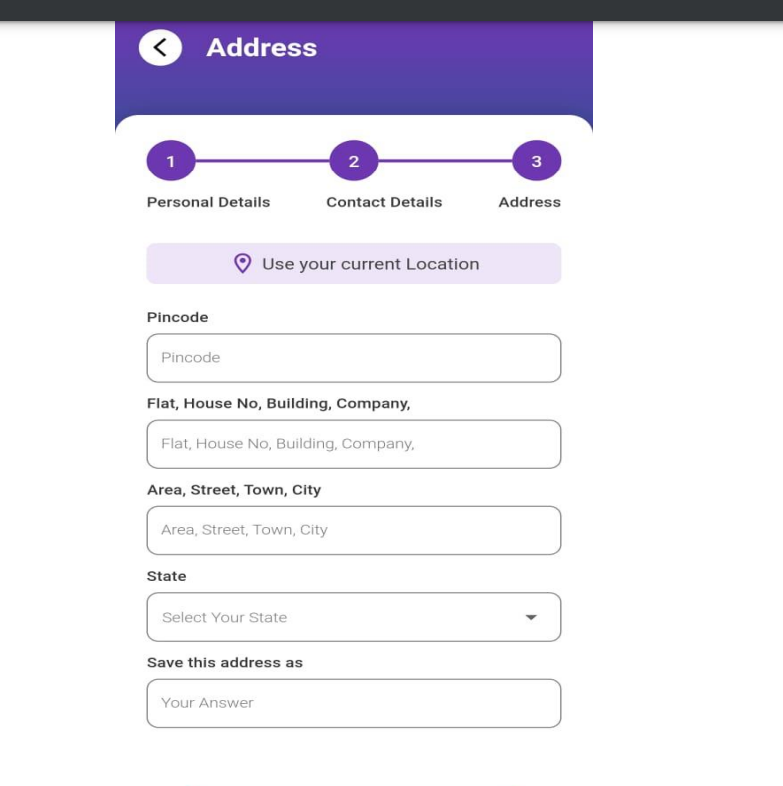 Address
1 2 3
Personal Details Contact Details Address
Use your current Location
Pincode
Pincode
Flat, House No, Building, Company,
Flat, House No, Building, Company,
Area, Street, Town, City
Area, Street, Town, City
State
Select Your State
Save this address as
Your Answer